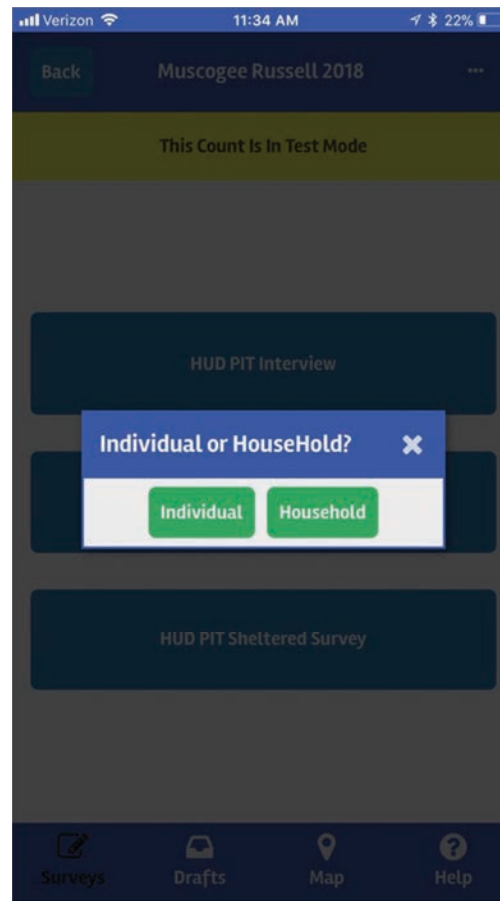 Verizon 11:34 AM 22%
Back Muscogee Russell 2018 ...
This Count Is In Test Mode
HUD PIT Interview
Individual or HouseHold?
Individual Household
HUD PIT Sheltered Survey
Surveys Drafts Map Help